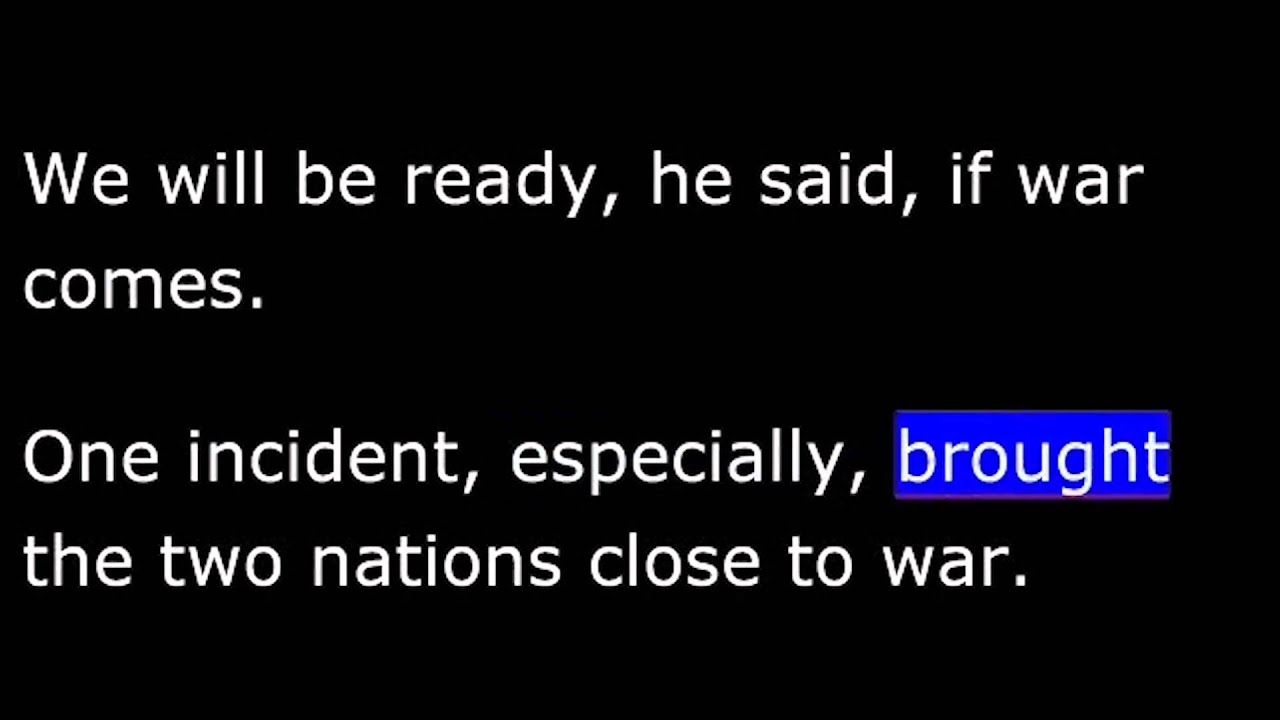 We will be ready, he said, if war
comes.
One incident, especially, brought
the two nations close to war.